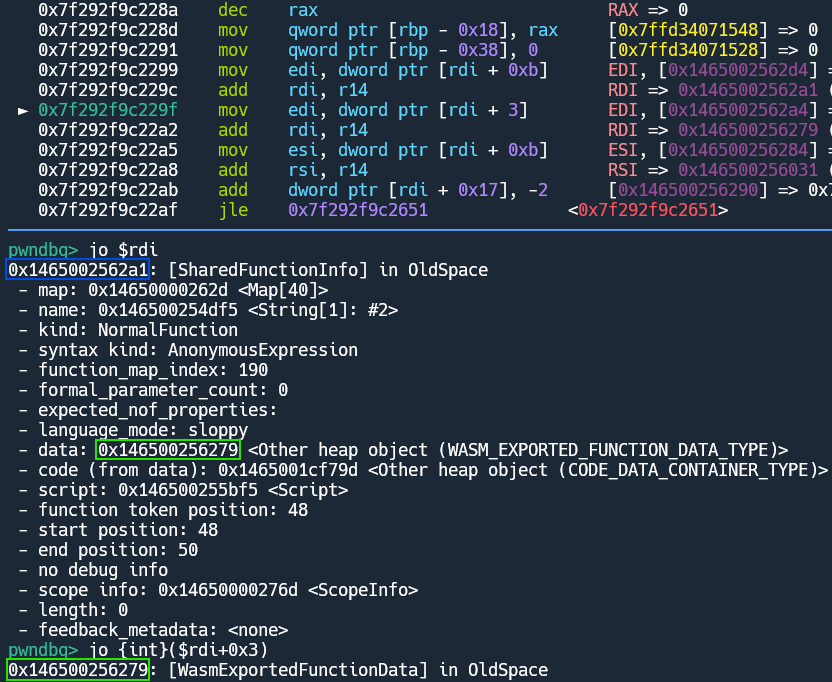 0x7f292f9c228a dec rax RAX => 0
0x7f292f9c228d mov qword ptr [rbp - 0x18], rax [0x7ffd34071548] => 0
0x7f292f9c2291 mov qword ptr [rbp - 0x38], 0 [0x7ffd34071528] => 0
0x7f292f9c2299 mov edi, dword ptr [rdi + 0xb] EDI, [0x1465002562d4] =
0x7f292f9c229c add rdi, r14 RDI => 0x1465002562a1 (
► 0x7f292f9c229f mov edi, dword ptr [rdi + 3] EDI, [0x1465002562a4] =
0x7f292f9c22a2 add rdi, r14 RDI => 0x146500256279 (
0x7f292f9c22a5 mov esi, dword ptr [rdi + 0xb] ESI, [0x146500256284] =
0x7f292f9c22a8 add rsi, r14 RSI => 0x146500256031 (
0x7f292f9c22ab add dword ptr [rdi + 0x17], -2 [0x146500256290] => 0x7
0x7f292f9c22af jle 0x7f292f9c2651 <0x7f292f9c2651>
pwndbg> jo $rdi
0x1465002562a1: [SharedFunctionInfo] in OldSpace
- map: 0x14650000262d <Map[40]>
- name: 0x146500254df5 <String[1]: #2>
- kind: NormalFunction
- syntax kind: AnonymousExpression
- function_map_index: 190
- formal_parameter_count: 0
- expected_nof_properties:
- language_mode: sloppy
- data: 0x146500256279 <Other heap object (WASM_EXPORTED_FUNCTION_DATA_TYPE)>
- code (from data): 0x1465001cf79d <Other heap object (CODE_DATA_CONTAINER_TYPE)>
- script: 0x146500255bf5 <Script>
- function token position: 48
- start position: 48
- end position: 50
- no debug info
- scope info: 0x14650000276d <ScopeInfo>
- length: 0
- feedback_metadata: <none>
pwndbg> jo {int}($rdi+0x3)
0x146500256279: [WasmExportedFunctionData] in OldSpace